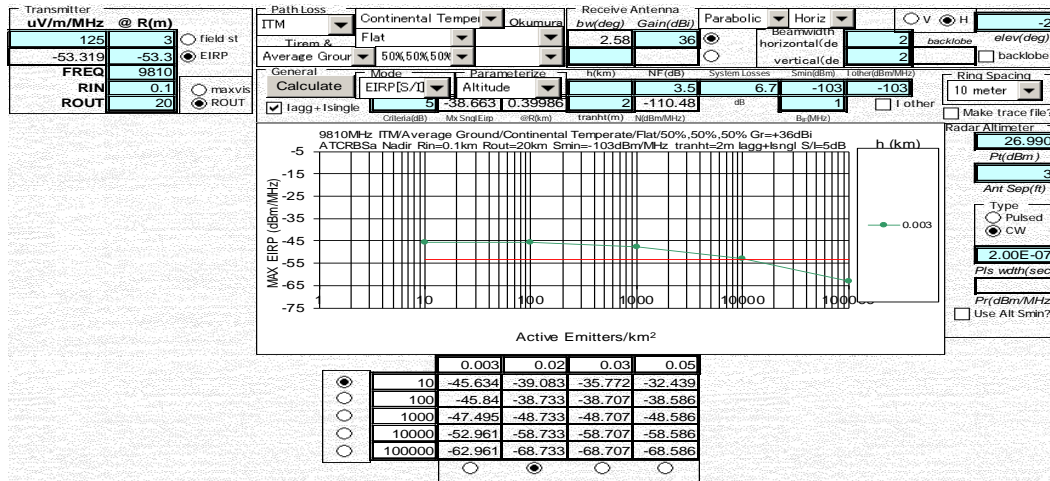 Transmitter
uV/m/MHz @ R(m)
125 3 field st
-53.319 -53.3 EIRP
FREQ 9810
RIN 0.1 maxvis
ROUT 20 ROUT
Path Loss
ITM Continental Temper Okumura
Flat
Tirem &
Average Grour 50%,50%,50%
Receive Antenna
bw(deg) Gain(dBi) Parabolic Horiz V H -2
2.58 36 Beamwidth 2 backlobe elev(deg)
horizontal(de
vertical(de 2 backlobe
General
Calculate Mode Parameterize h(km) NF(dB) System Losses Smin(dBm) I other(dBm/MHz)
EIRP[S/I] Altitude 3.5 6.7 -103 -103
Iagg+Isingle 5 -38.663 0.39986 2 -110.48 dB 1 I other
Criteria(dB) Mx SnglEirp @R(km) tranht(m) N(dBm/MHz) (MHz)
Ring Spacing
10 meter
Make trace file?
9810MHz ITM/Average Ground/Continental Temperate/Flat/50%,50%,50% Gr=+36dBi
ATCRBSa Nadir Rin=0.1km Rout=20km Smin=-103dBm/MHz tranht=2m Iagg+Isngl S/I=5dB
h (km)
0.003
MAX EIRP (dBm/MHz)
-5
-15
-25
-35
-45
-55
-65
-75
1 10 100 1000 10000 100000
Active Emitters/km²
Radar Altimeter
26.990
Pt(dBm)
3
Ant Sep(ft)
Type
Pulsed
CW
2.00E-07
Pls wdth(sec
Pr(dBm/MHz)
Use Alt Smin?
0.003 0.02 0.03 0.05
10 -45.634 -39.083 -35.772 -32.439
100 -45.84 -38.733 -38.707 -38.586
1000 -47.495 -48.733 -48.707 -48.586
10000 -52.961 -58.733 -58.707 -58.586
100000 -62.961 -68.733 -68.707 -68.586